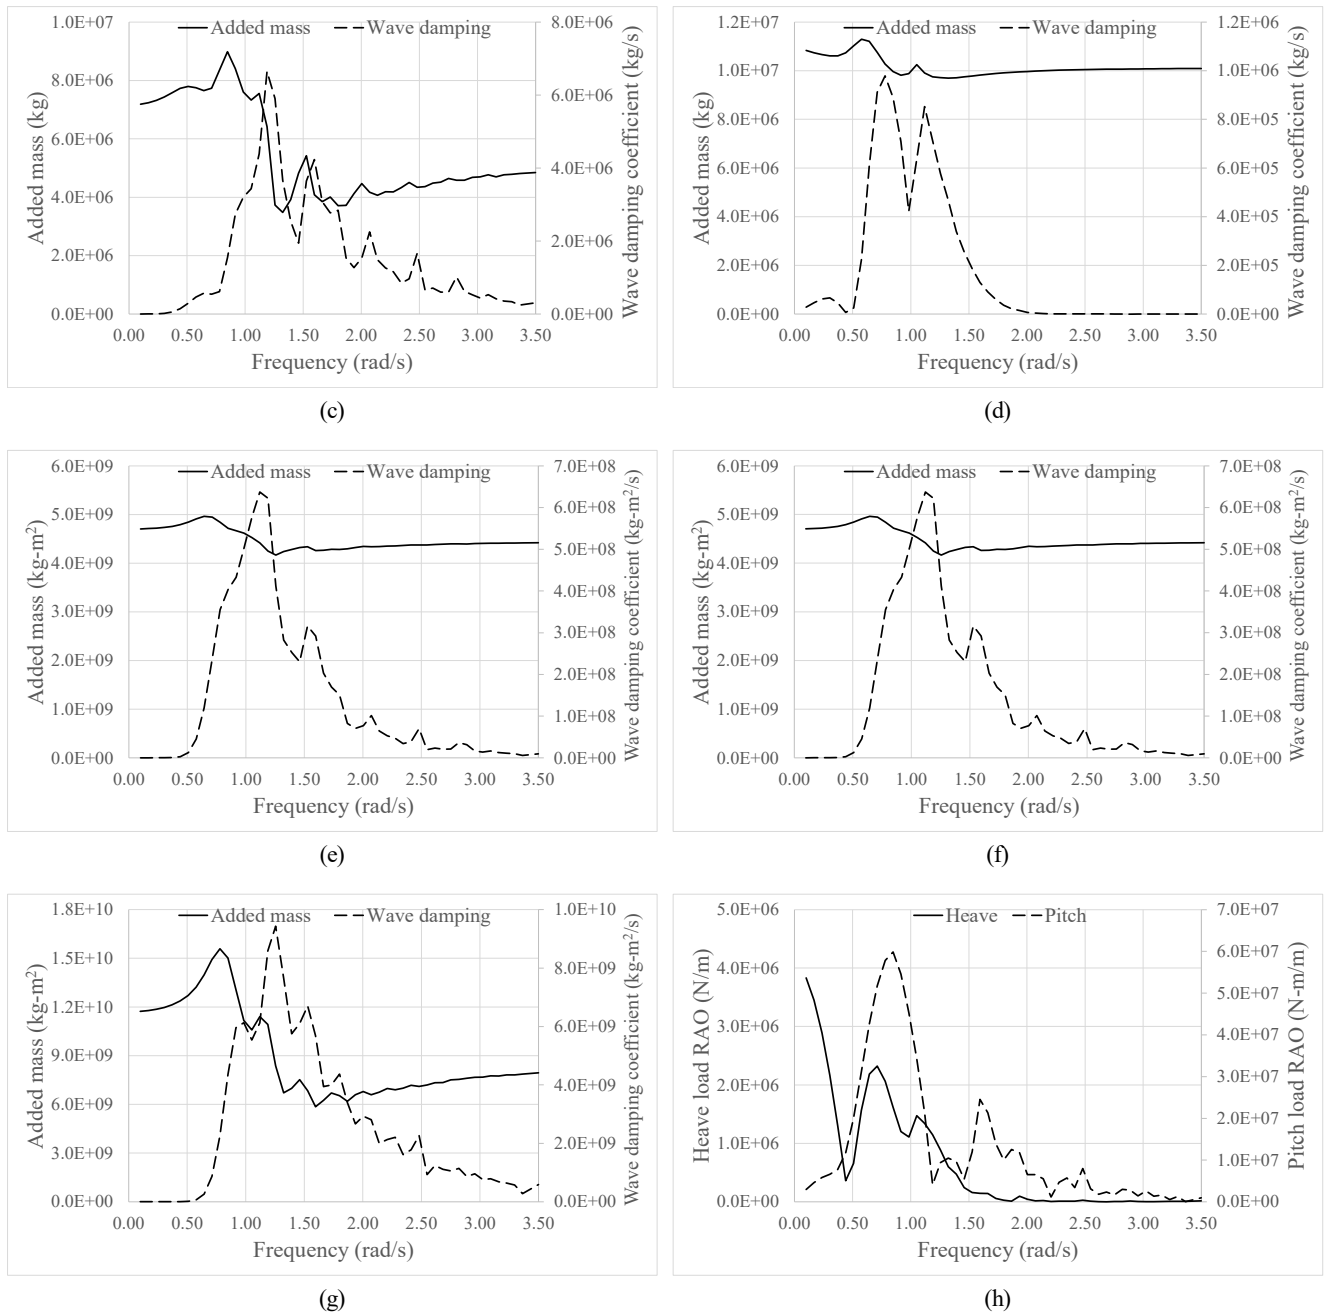 Added mass Wave damping
1.0E+07
8.0E+06
6.0E+06
4.0E+06
2.0E+06
0.0E+00
Added mass (kg)
8.0E+06
6.0E+06
4.0E+06
2.0E+06
0.0E+00
Wave damping coefficient (kg/s)
0.00 0.50 1.00 1.50 2.00 2.50 3.00 3.50
Frequency (rad/s)
(c)
Added mass Wave damping
1.2E+07
1.0E+07
8.0E+06
6.0E+06
4.0E+06
2.0E+06
0.0E+00
Added mass (kg)
1.2E+06
1.0E+06
8.0E+05
6.0E+05
4.0E+05
2.0E+05
0.0E+00
Wave damping coefficient (kg/s)
0.00 0.50 1.00 1.50 2.00 2.50 3.00 3.50
Frequency (rad/s)
(d)
Added mass Wave damping
6.0E+09
5.0E+09
4.0E+09
3.0E+09
2.0E+09
1.0E+09
0.0E+00
Added mass (kg-m²)
7.0E+08
6.0E+08
5.0E+08
4.0E+08
3.0E+08
2.0E+08
1.0E+08
0.0E+00
Wave damping coefficient (kg-m²/s)
0.00 0.50 1.00 1.50 2.00 2.50 3.00 3.50
Frequency (rad/s)
(e)
Added mass Wave damping
6.0E+09
5.0E+09
4.0E+09
3.0E+09
2.0E+09
1.0E+09
0.0E+00
Added mass (kg-m²)
7.0E+08
6.0E+08
5.0E+08
4.0E+08
3.0E+08
2.0E+08
1.0E+08
0.0E+00
Wave damping coefficient (kg-m²/s)
0.00 0.50 1.00 1.50 2.00 2.50 3.00 3.50
Frequency (rad/s)
(f)
Added mass Wave damping
1.8E+10
1.5E+10
1.2E+10
9.0E+09
6.0E+09
3.0E+09
0.0E+00
Added mass (kg-m²)
1.0E+10
8.0E+09
6.0E+09
4.0E+09
2.0E+09
0.0E+00
Wave damping coefficient (kg-m²/s)
0.00 0.50 1.00 1.50 2.00 2.50 3.00 3.50
Frequency (rad/s)
(g)
Heave Pitch
5.0E+06
4.0E+06
3.0E+06
2.0E+06
1.0E+06
0.0E+00
Heave load RAO (N/m)
7.0E+07
6.0E+07
5.0E+07
4.0E+07
3.0E+07
2.0E+07
1.0E+07
0.0E+00
Pitch load RAO (N-m/m)
0.00 0.50 1.00 1.50 2.00 2.50 3.00 3.50
Frequency (rad/s)
(h)